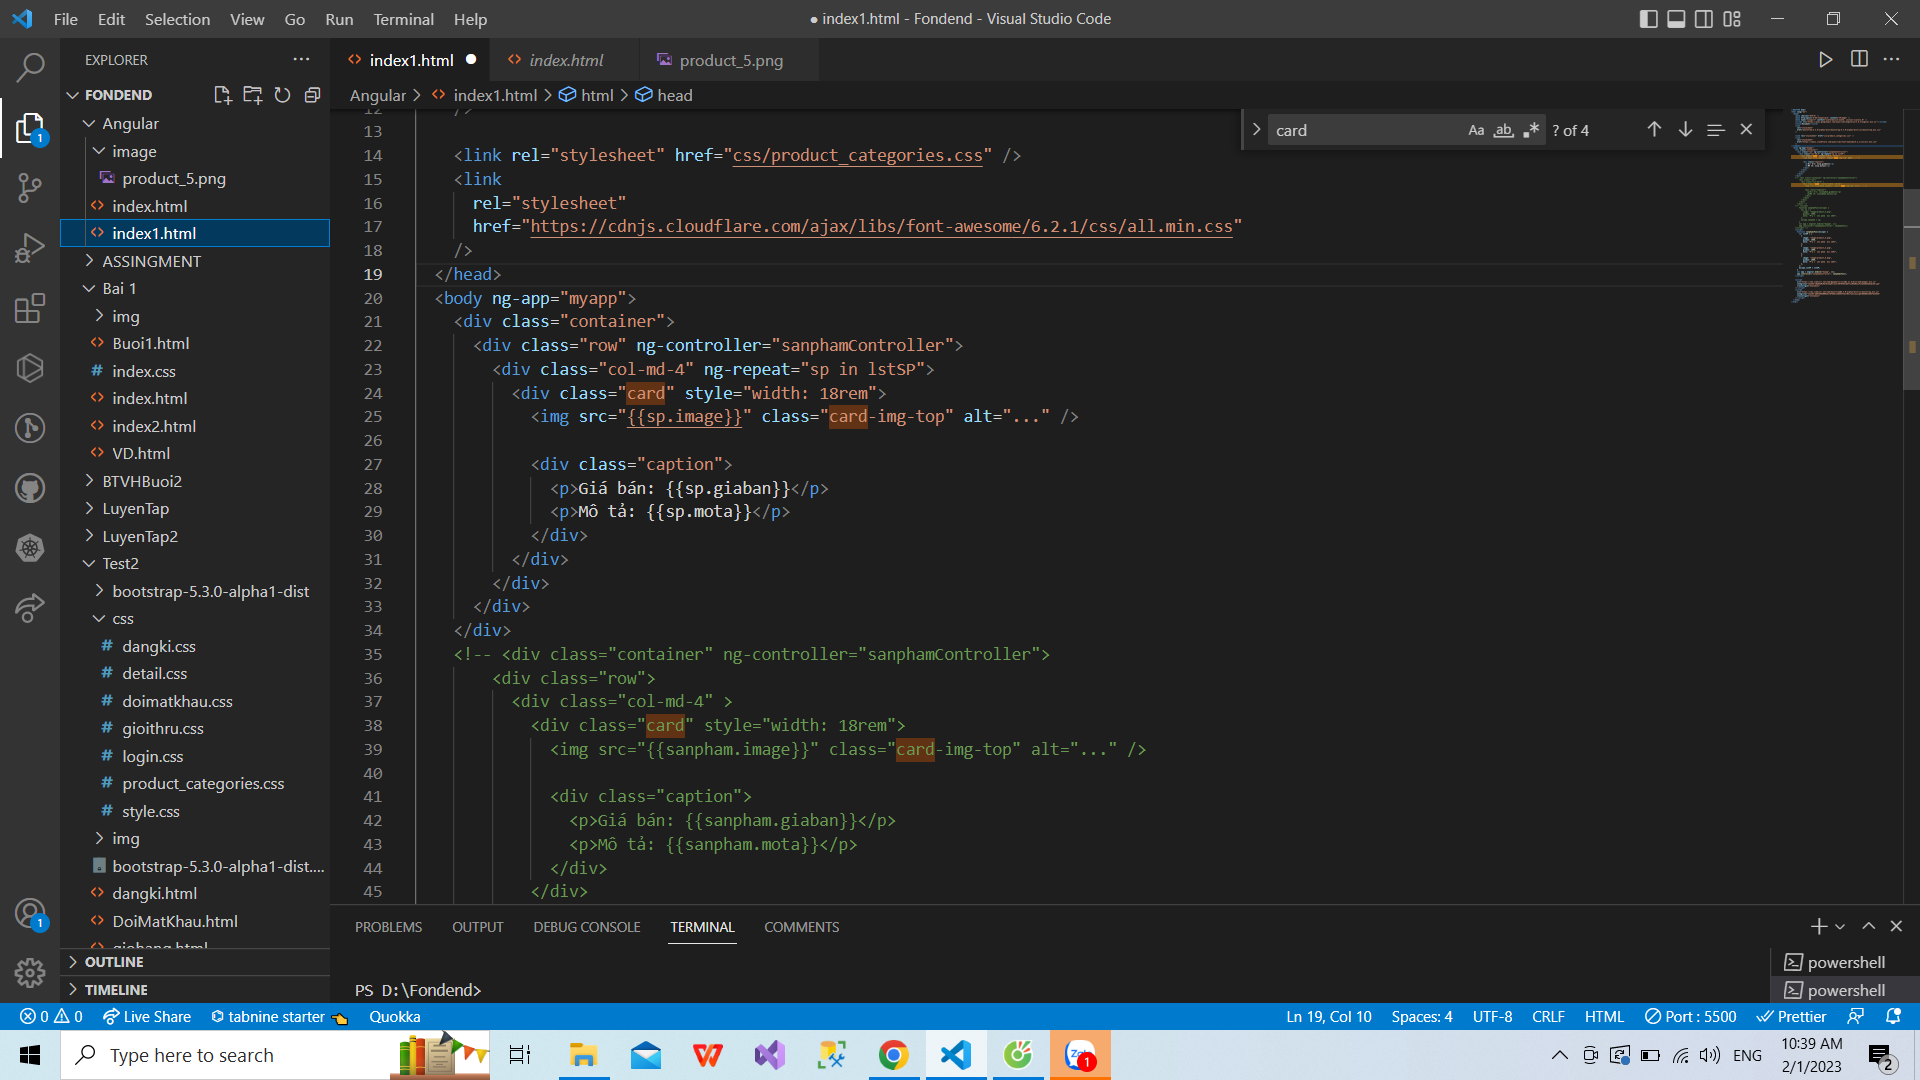 File Edit Selection View Go Run Terminal Help
● index1.html - Fondend - Visual Studio Code
EXPLORER
FONDEND
Angular
image
product_5.png
index.html
index1.html
ASSINGMENT
Bai 1
img
Buoi1.html
index.css
index.html
index2.html
VD.html
BTVHBuoi2
LuyenTap
LuyenTap2
Test2
bootstrap-5.3.0-alpha1-dist
css
dangki.css
detail.css
doimatkhau.css
gioithru.css
login.css
product_categories.css
style.css
img
bootstrap-5.3.0-alpha1-dist....
dangki.html
DoiMatKhau.html
giohang.html
OUTLINE
TIMELINE
1
1
index1.html index.html product_5.png
Angular > index1.html > html > head
card Aa ab ? of 4
12 />
13
14 <link rel="stylesheet" href="css/product_categories.css" />
15 <link
16 rel="stylesheet"
17 href="https://cdnjs.cloudflare.com/ajax/libs/font-awesome/6.2.1/css/all.min.css"
18 />
19 </head>
20 <body ng-app="myapp">
21 <div class="container">
22 <div class="row" ng-controller="sanphamController">
23 <div class="col-md-4" ng-repeat="sp in lstSP">
24 <div class="card" style="width: 18rem">
25 <img src="{{sp.image}}" class="card-img-top" alt="..." />
26
27 <div class="caption">
28 <p>Giá bán: {{sp.giaban}}</p>
29 <p>Mô tả: {{sp.mota}}</p>
30 </div>
31 </div>
32 </div>
33 </div>
34 </div>
35 <!-- <div class="container" ng-controller="sanphamController">
36 <div class="row">
37 <div class="col-md-4" >
38 <div class="card" style="width: 18rem">
39 <img src="{{sanpham.image}}" class="card-img-top" alt="..." />
40
41 <div class="caption">
42 <p>Giá bán: {{sanpham.giaban}}</p>
43 <p>Mô tả: {{sanpham.mota}}</p>
44 </div>
45 </div>
PROBLEMS OUTPUT DEBUG CONSOLE TERMINAL COMMENTS
PS D:\Fondend>
powershell
powershell
0 0 Live Share tabnine starter Quokka
Ln 19, Col 10 Spaces: 4 UTF-8 CRLF HTML Port : 5500 Prettier
Type here to search
Zalo 1
ENG
10:39 AM
2/1/2023
2